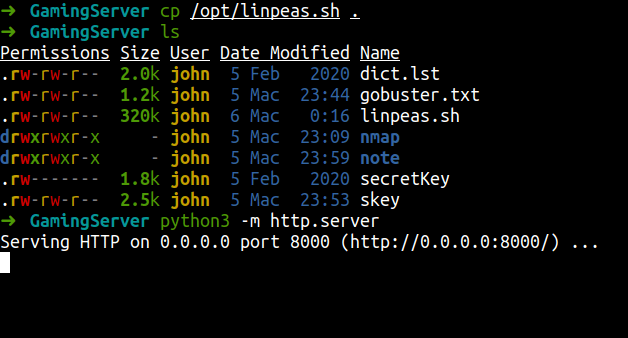 ➜ GamingServer cp /opt/linpeas.sh .
➜ GamingServer ls
Permissions Size User Date Modified Name
.rw-rw-r-- 2.0k john 5 Feb 2020 dict.lst
.rw-rw-r-- 1.2k john 5 Mac 23:44 gobuster.txt
.rw-rw-r-- 320k john 6 Mac 0:16 linpeas.sh
drwxrwxr-x - john 5 Mac 23:09 nmap
drwxrwxr-x - john 5 Mac 23:59 note
.rw------- 1.8k john 5 Feb 2020 secretKey
.rw-rw-r-- 2.5k john 5 Mac 23:53 skey
➜ GamingServer python3 -m http.server
Serving HTTP on 0.0.0.0 port 8000 (http://0.0.0.0:8000/) ...